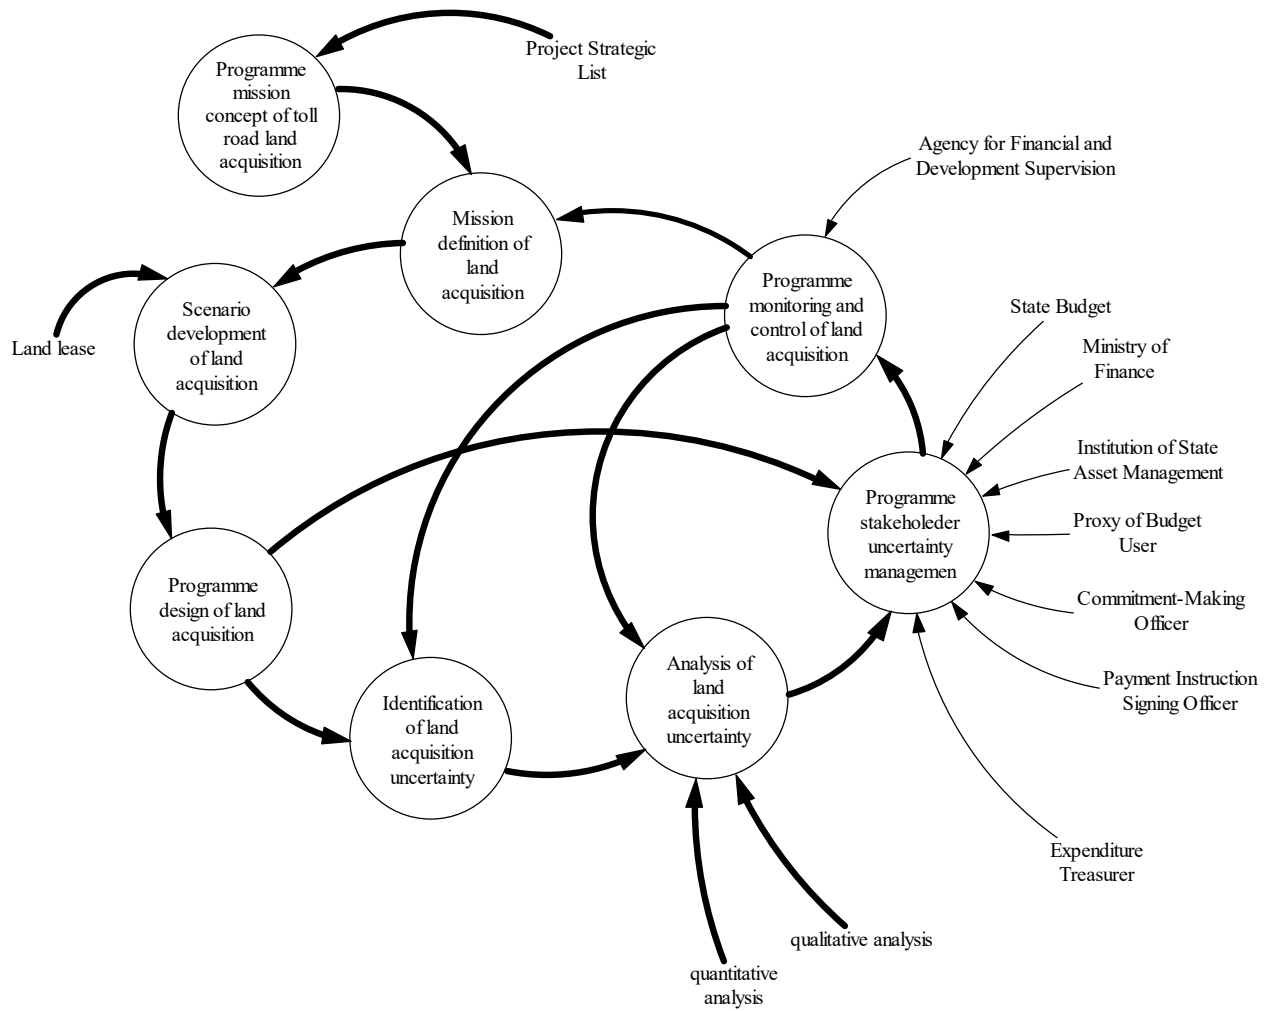 Project Strategic
List
Programme
mission
concept of toll
road land
acquisition
Agency for Financial and
Development Supervision
Mission
definition of
land
acquisition
Programme
monitoring and
control of land
acquisition
State Budget
Ministry of
Finance
Scenario
development
of land
acquisition
Land lease
Institution of State
Asset Management
Programme
stakeholeder
uncertainty
managemen
Proxy of Budget
User
Programme
design of land
acquisition
Commitment-Making
Officer
Payment Instruction
Signing Officer
Identification
of land
acquisition
uncertainty
Analysis of
land
acquisition
uncertainty
Expenditure
Treasurer
qualitative analysis
quantitative
analysis